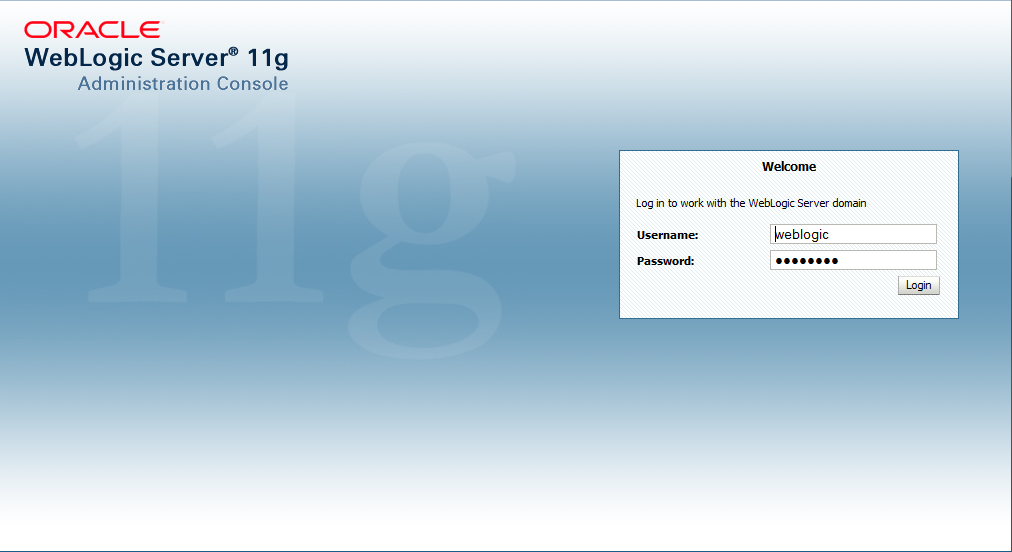 ORACLE
WebLogic Server® 11g
Administration Console
11g
Welcome
Log in to work with the WebLogic Server domain
Username: weblogic
Password: ●●●●●●●●
Login